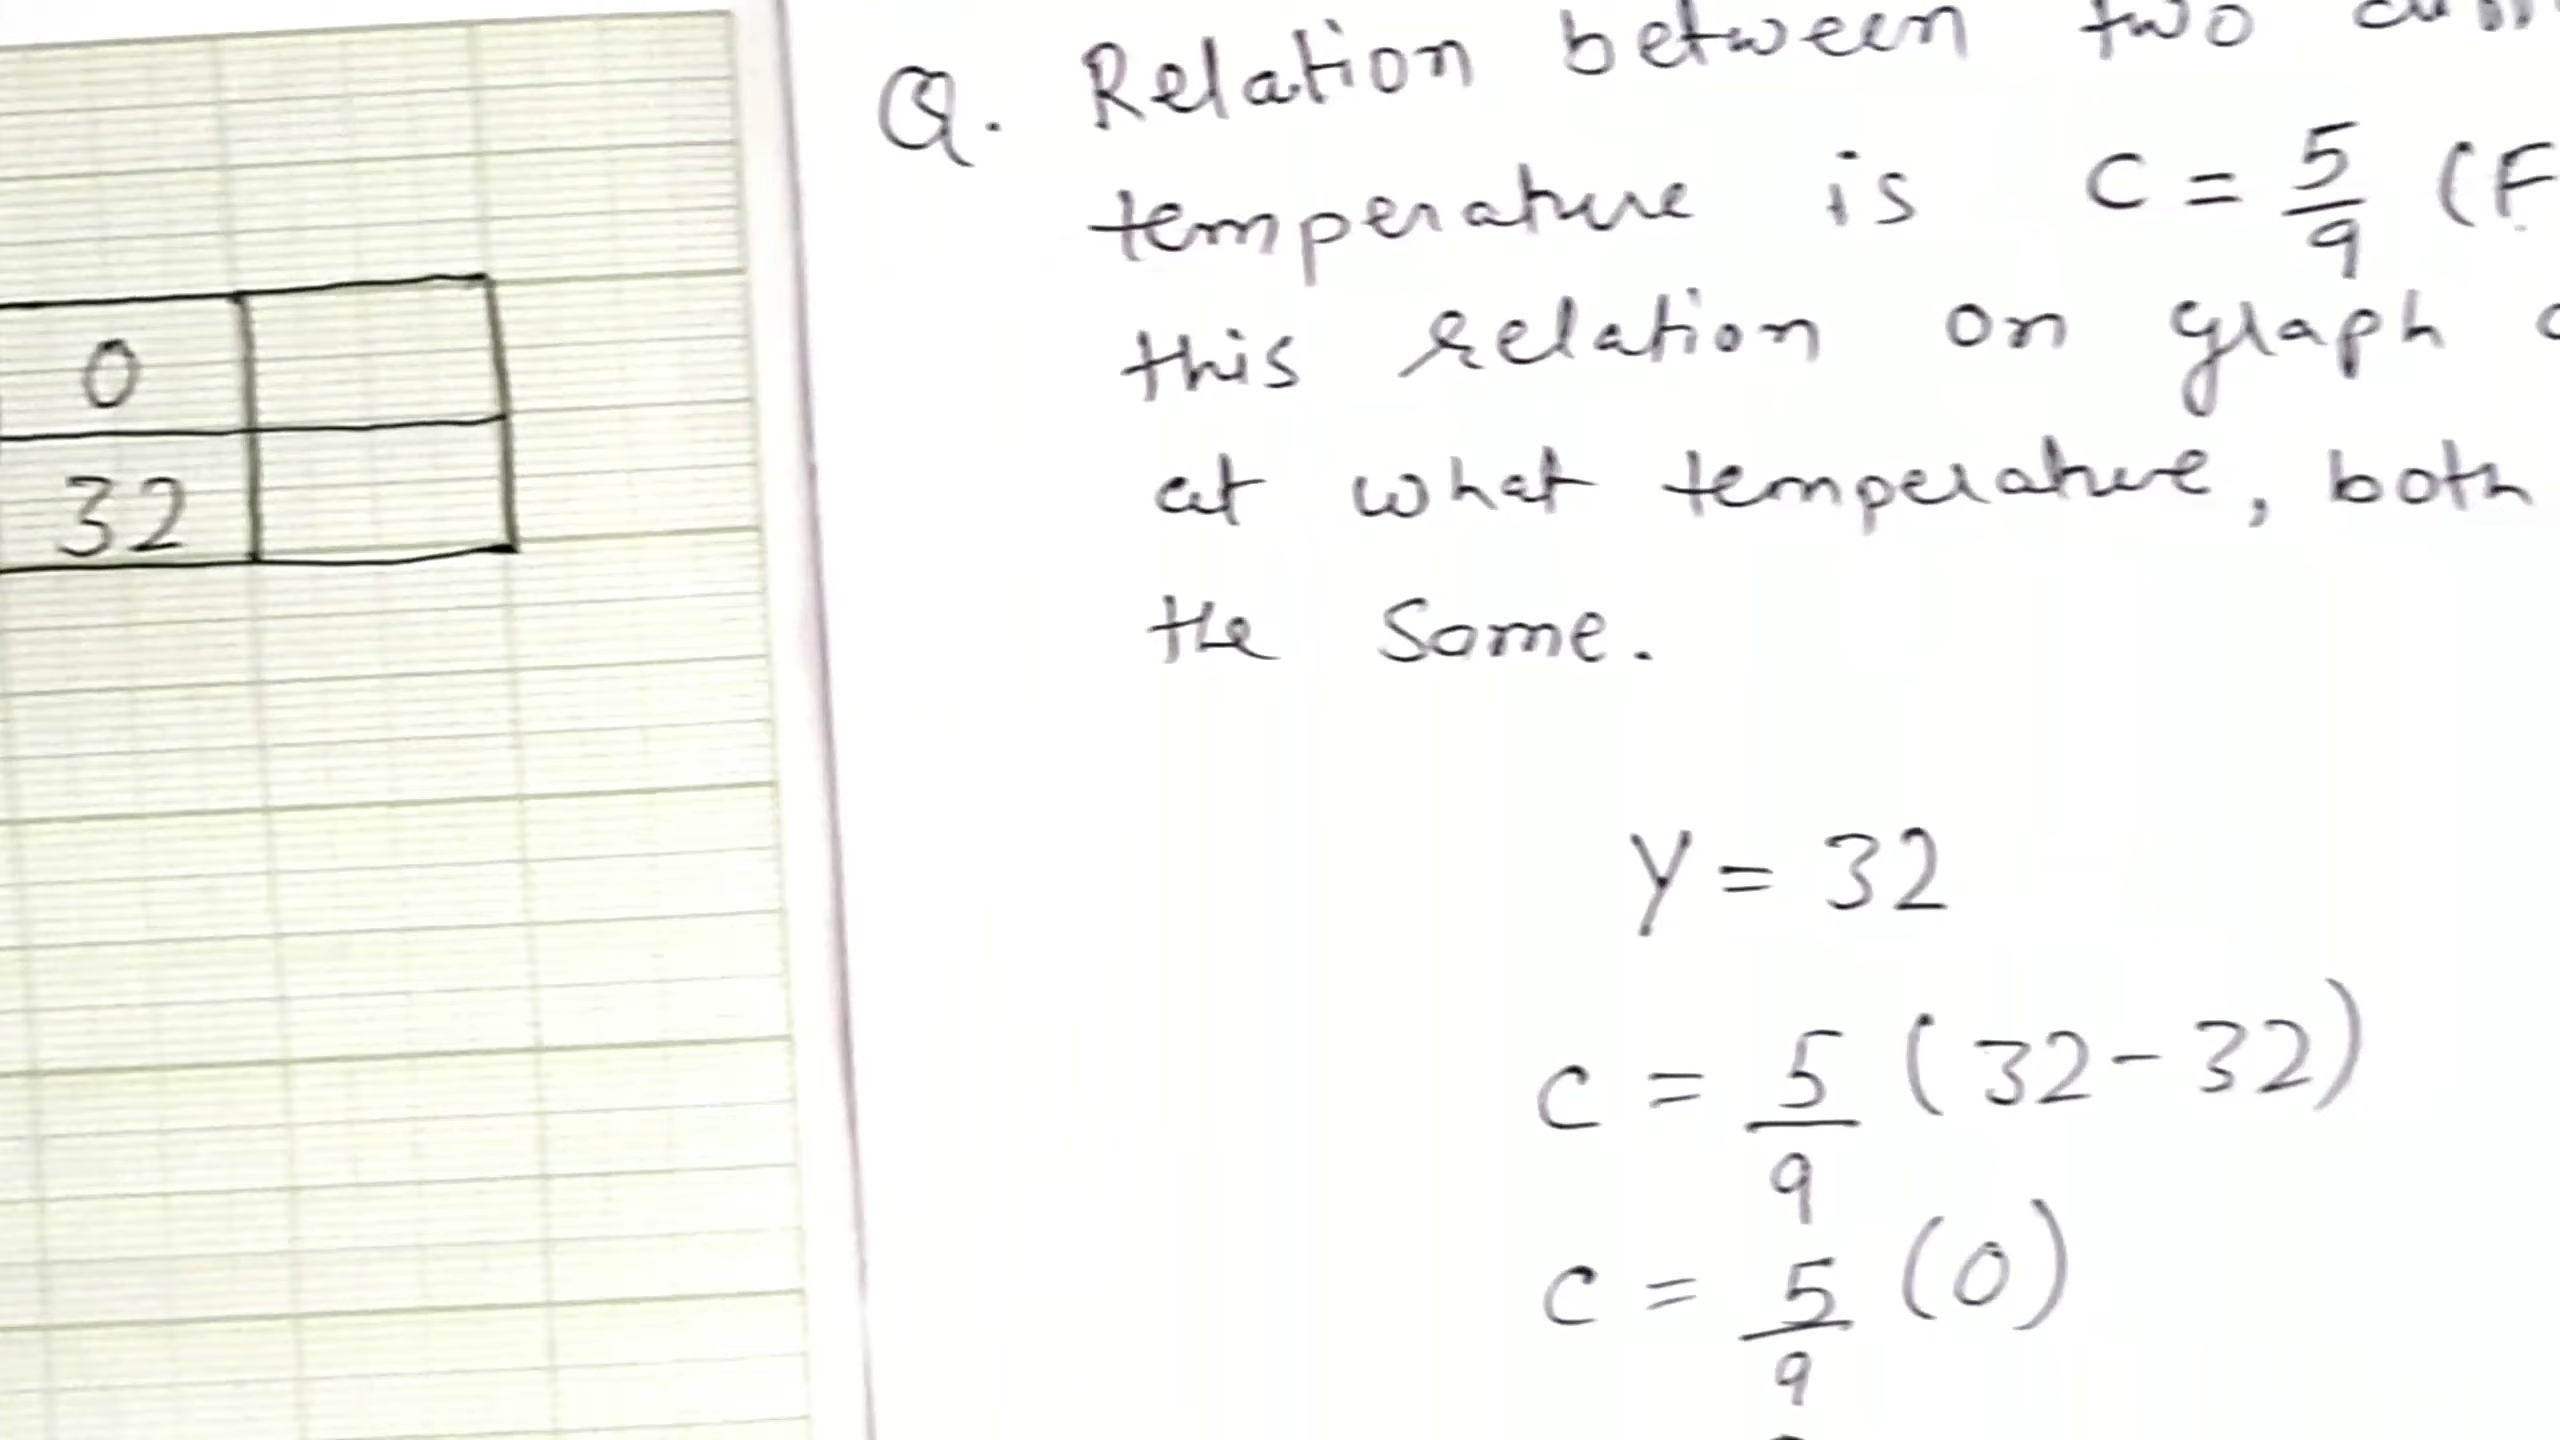 0
32
Q. Relation between two
temperature is C = 5/9 (F
this relation on graph
at what temperature, both
the same.
Y = 32
C = 5/9 (32-32)
C = 5/9 (0)